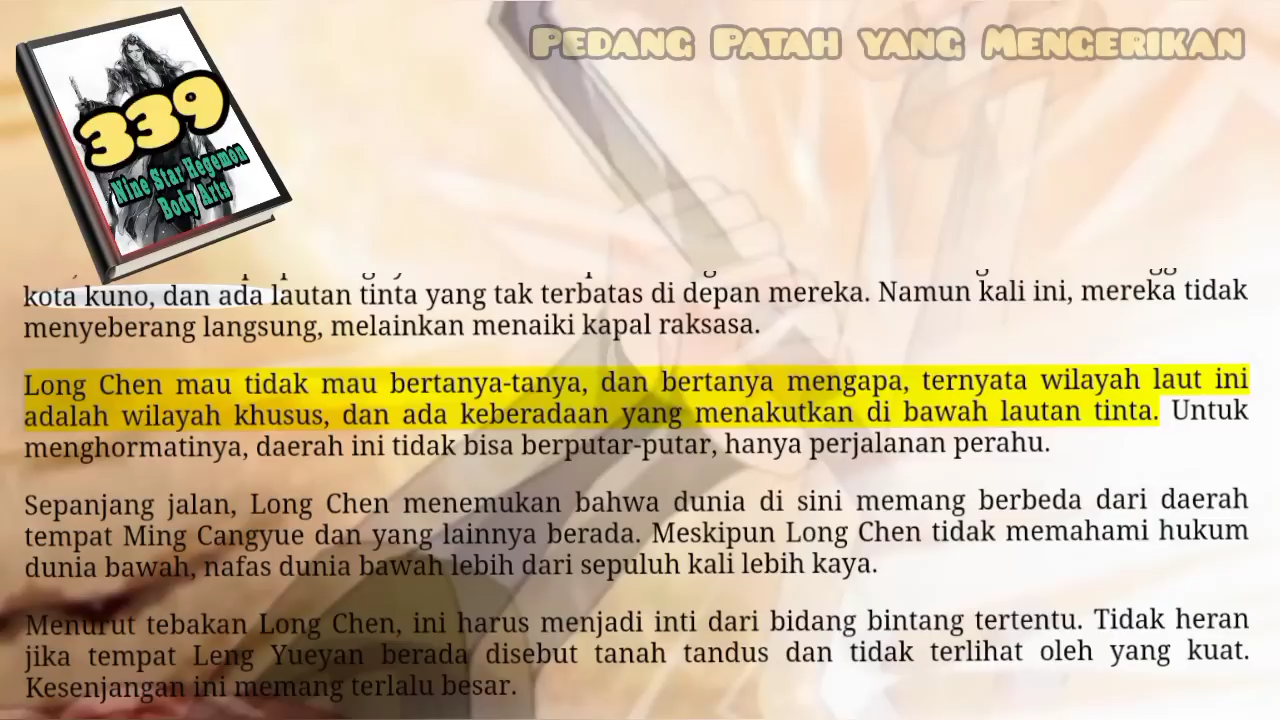 PEDANG PATAH YANG MENGERIKAN
339
Nine Star Hegemon
Body Arts
kota kuno, dan ada lautan tinta yang tak terbatas di depan mereka. Namun kali ini, mereka tidak
menyeberang langsung, melainkan menaiki kapal raksasa.
Long Chen mau tidak mau bertanya-tanya, dan bertanya mengapa, ternyata wilayah laut ini
adalah wilayah khusus, dan ada keberadaan yang menakutkan di bawah lautan tinta. Untuk
menghormatinya, daerah ini tidak bisa berputar-putar, hanya perjalanan perahu.
Sepanjang jalan, Long Chen menemukan bahwa dunia di sini memang berbeda dari daerah
tempat Ming Cangyue dan yang lainnya berada. Meskipun Long Chen tidak memahami hukum
dunia bawah, nafas dunia bawah lebih dari sepuluh kali lebih kaya.
Menurut tebakan Long Chen, ini harus menjadi inti dari bidang bintang tertentu. Tidak heran
jika tempat Leng Yueyan berada disebut tanah tandus dan tidak terlihat oleh yang kuat.
Kesenjangan ini memang terlalu besar.